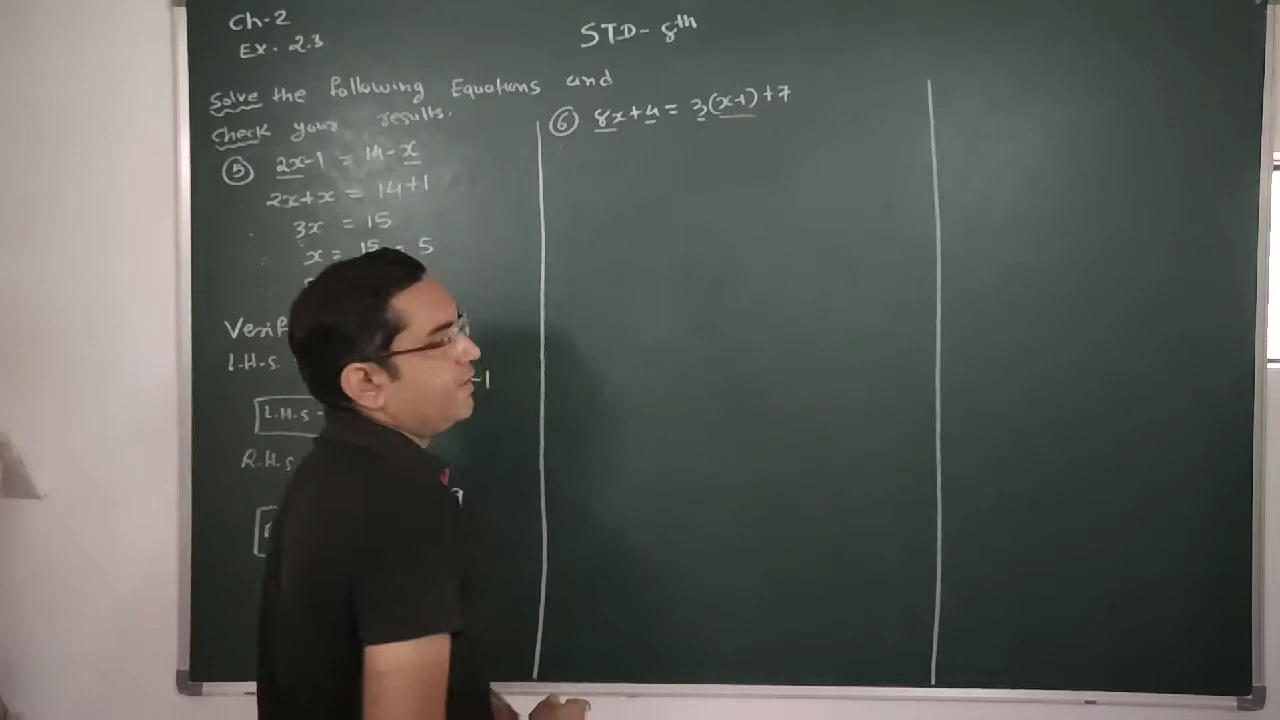 Ch-2
Ex. 2.3
STD- 8th
Solve the following Equations and
Check your results.
⑤ 2x-1 = 14-x
2x+x = 14+1
3x = 15
x = 15 = 5
L.H.S.
-1
L.H.S
R.H.S
⑥ 8x+4 = 3(x-1)+7